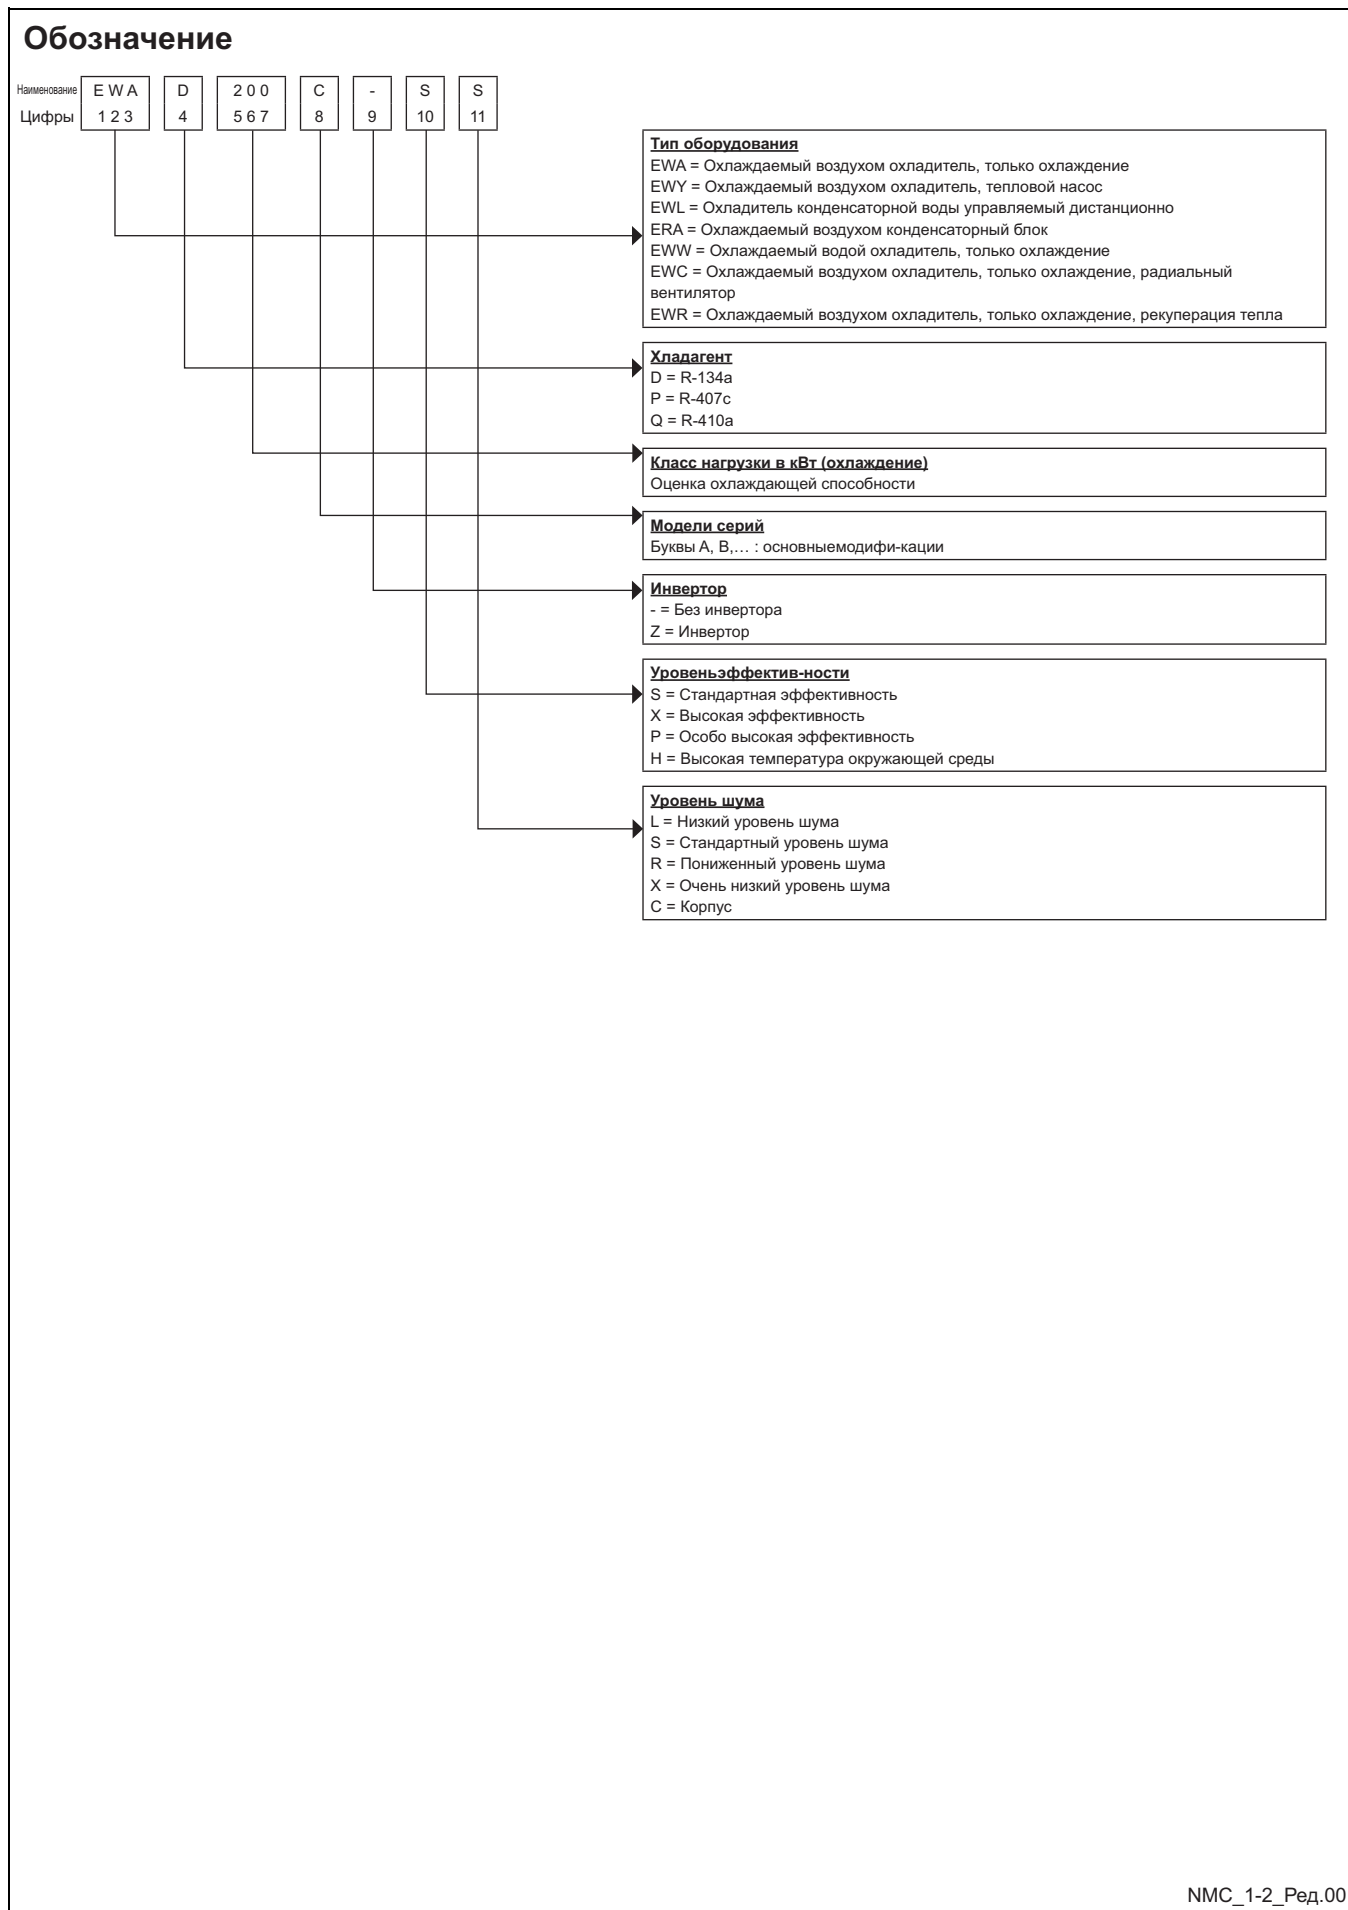 Обозначение
Наименование E W A D 2 0 0 C - S S
Цифры 1 2 3 4 5 6 7 8 9 10 11
Тип оборудования
EWA = Охлаждаемый воздухом охладитель, только охлаждение
EWY = Охлаждаемый воздухом охладитель, тепловой насос
EWL = Охладитель конденсаторной воды управляемый дистанционно
ERA = Охлаждаемый воздухом конденсаторный блок
EWW = Охлаждаемый водой охладитель, только охлаждение
EWC = Охлаждаемый воздухом охладитель, только охлаждение, радиальный
вентилятор
EWR = Охлаждаемый воздухом охладитель, только охлаждение, рекуперация тепла
Хладагент
D = R-134a
P = R-407c
Q = R-410a
Класс нагрузки в кВт (охлаждение)
Оценка охлаждающей способности
Модели серий
Буквы А, В,… : основныемодифи-кации
Инвертор
- = Без инвертора
Z = Инвертор
Уровеньэффектив-ности
S = Стандартная эффективность
X = Высокая эффективность
P = Особо высокая эффективность
H = Высокая температура окружающей среды
Уровень шума
L = Низкий уровень шума
S = Стандартный уровень шума
R = Пониженный уровень шума
X = Очень низкий уровень шума
C = Корпус
NMC_1-2_Ред.00